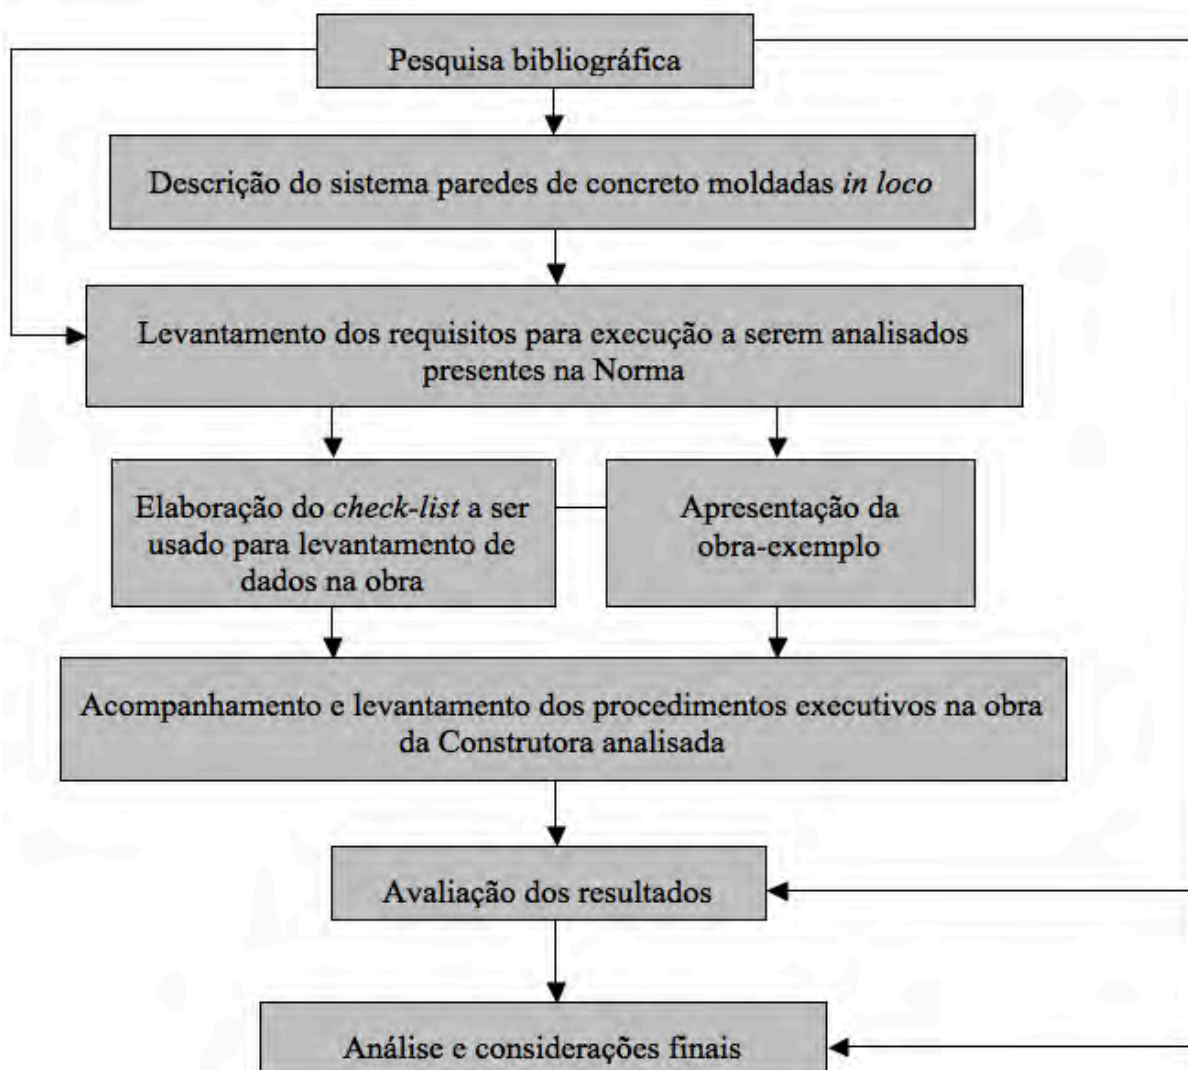 Pesquisa bibliográfica
Descrição do sistema paredes de concreto moldadas in loco
Levantamento dos requisitos para execução a serem analisados
presentes na Norma
Elaboração do check-list a ser
usado para levantamento de
dados na obra
Apresentação da
obra-exemplo
Acompanhamento e levantamento dos procedimentos executivos na obra
da Construtora analisada
Avaliação dos resultados
Análise e considerações finais